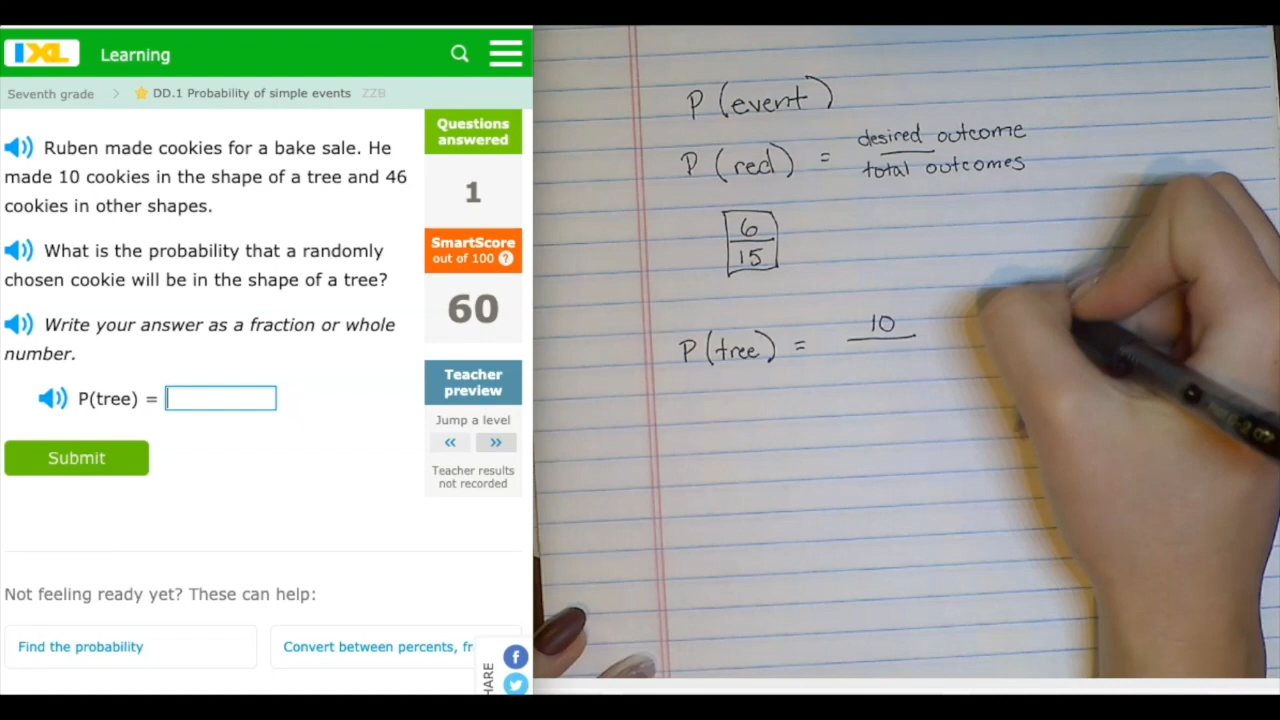 IXL Learning
Seventh grade > DD.1 Probability of simple events ZZB
Ruben made cookies for a bake sale. He
made 10 cookies in the shape of a tree and 46
cookies in other shapes.
What is the probability that a randomly
chosen cookie will be in the shape of a tree?
Write your answer as a fraction or whole
number.
P(tree) =
Submit
Questions
answered
1
SmartScore
out of 100 ?
60
Teacher
preview
Jump a level
<< >>
Teacher results
not recorded
Not feeling ready yet? These can help:
Find the probability
Convert between percents, fr
SHARE
P (event)
P (red) = desired outcome
total outcomes
6
15
P(tree) = 10